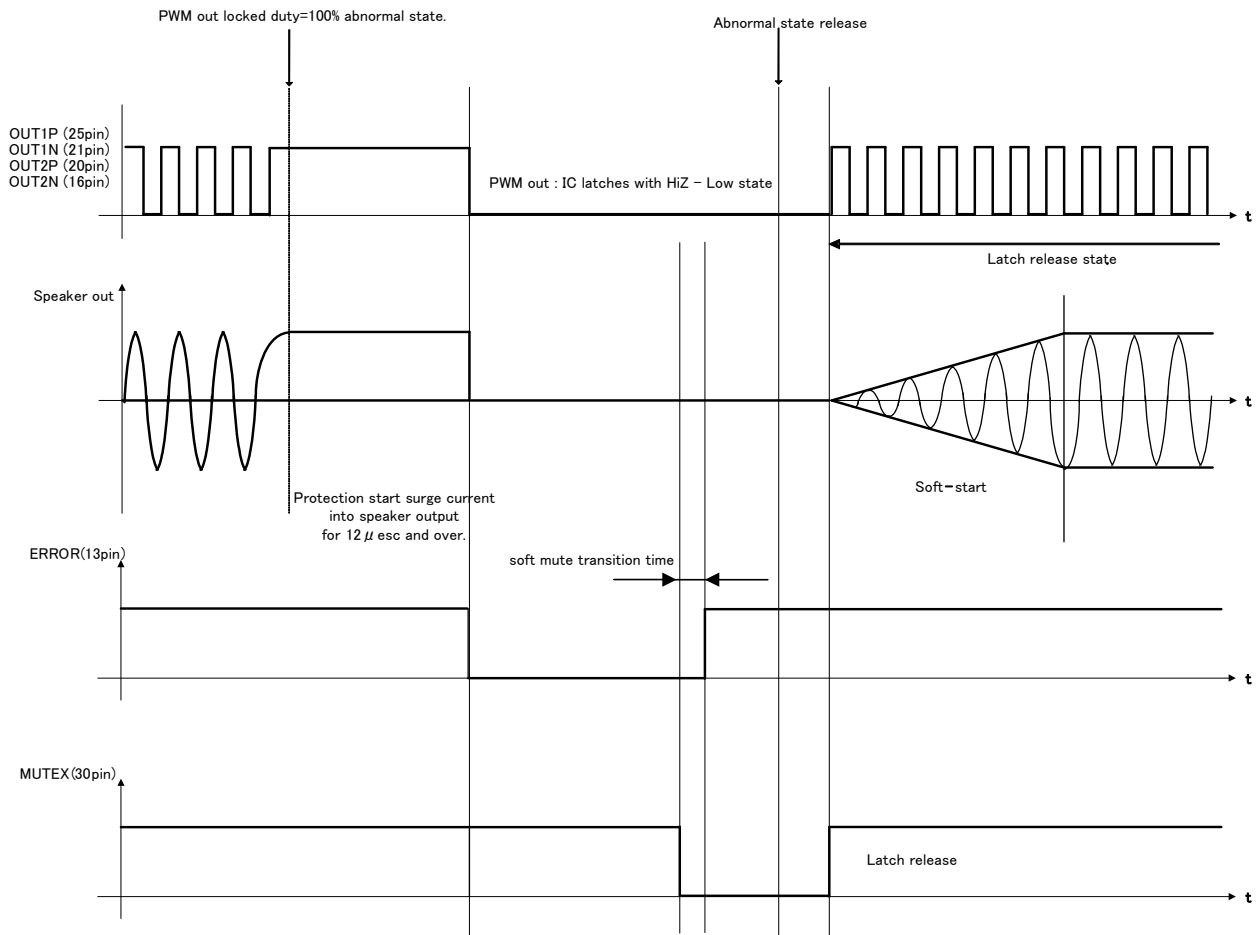 PWM out locked duty=100% abnormal state.
Abnormal state release
OUT1P (25pin)
OUT1N (21pin)
OUT2P (20pin)
OUT2N (16pin)
PWM out : IC latches with HiZ - Low state
t
Latch release state
Speaker out
t
Soft-start
Protection start surge current
into speaker output
for 12 μ esc and over.
ERROR(13pin)
soft mute transition time
t
MUTEX(30pin)
Latch release
t